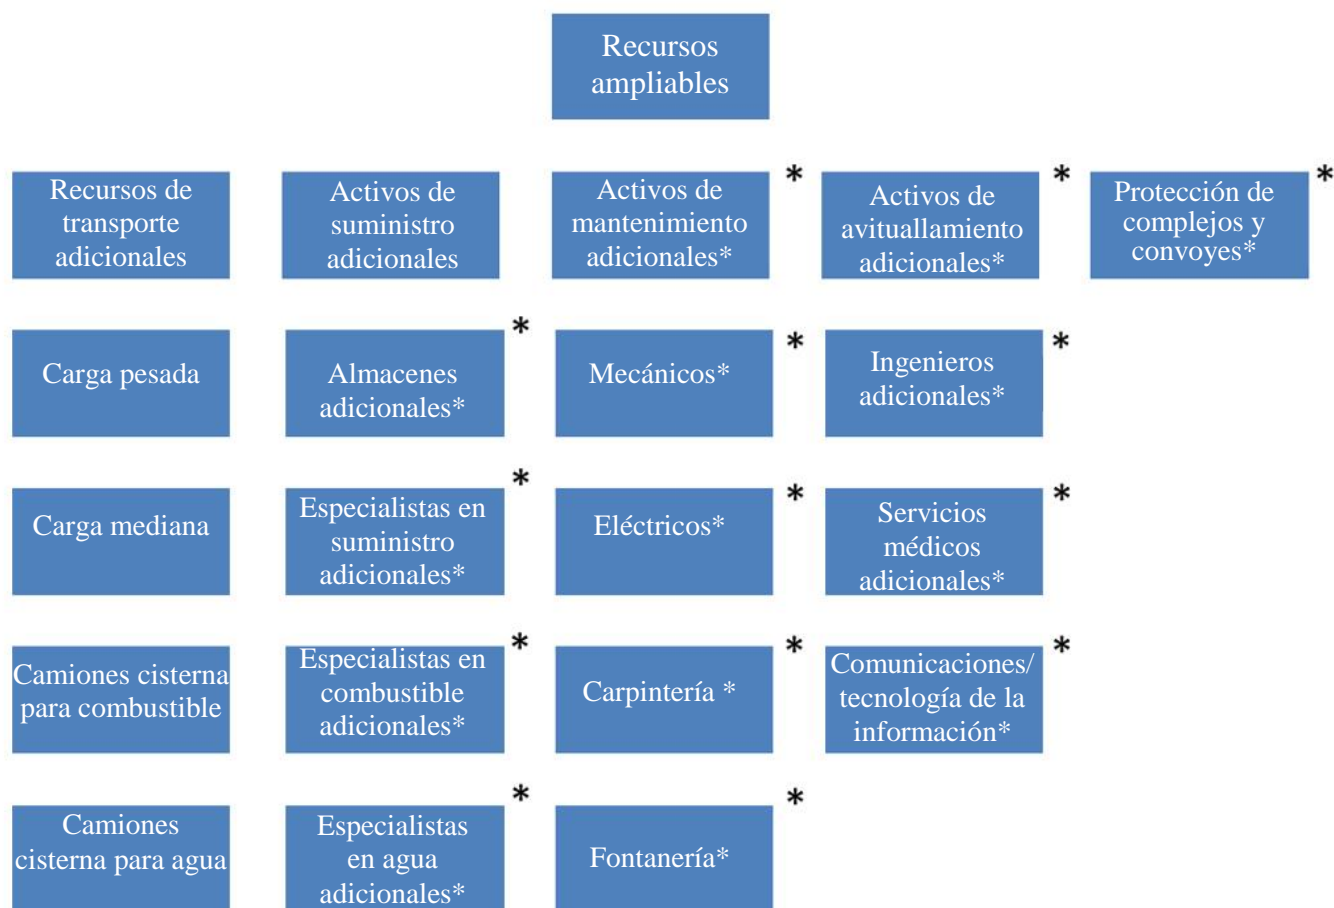 Recursos
ampliables
Recursos de
transporte
adicionales
Activos de
suministro
adicionales
*
Activos de
mantenimiento
adicionales*
*
Activos de
avituallamiento
adicionales*
*
Protección de
complejos y
convoyes*
Carga pesada
*
Almacenes
adicionales*
*
Mecánicos*
*
Ingenieros
adicionales*
Carga mediana
*
Especialistas en
suministro
adicionales*
*
Eléctricos*
*
Servicios
médicos
adicionales*
Camiones cisterna
para combustible
*
Especialistas en
combustible
adicionales*
*
Carpintería *
*
Comunicaciones/
tecnología de la
información*
Camiones
cisterna para agua
*
Especialistas
en agua
adicionales*
*
Fontanería*